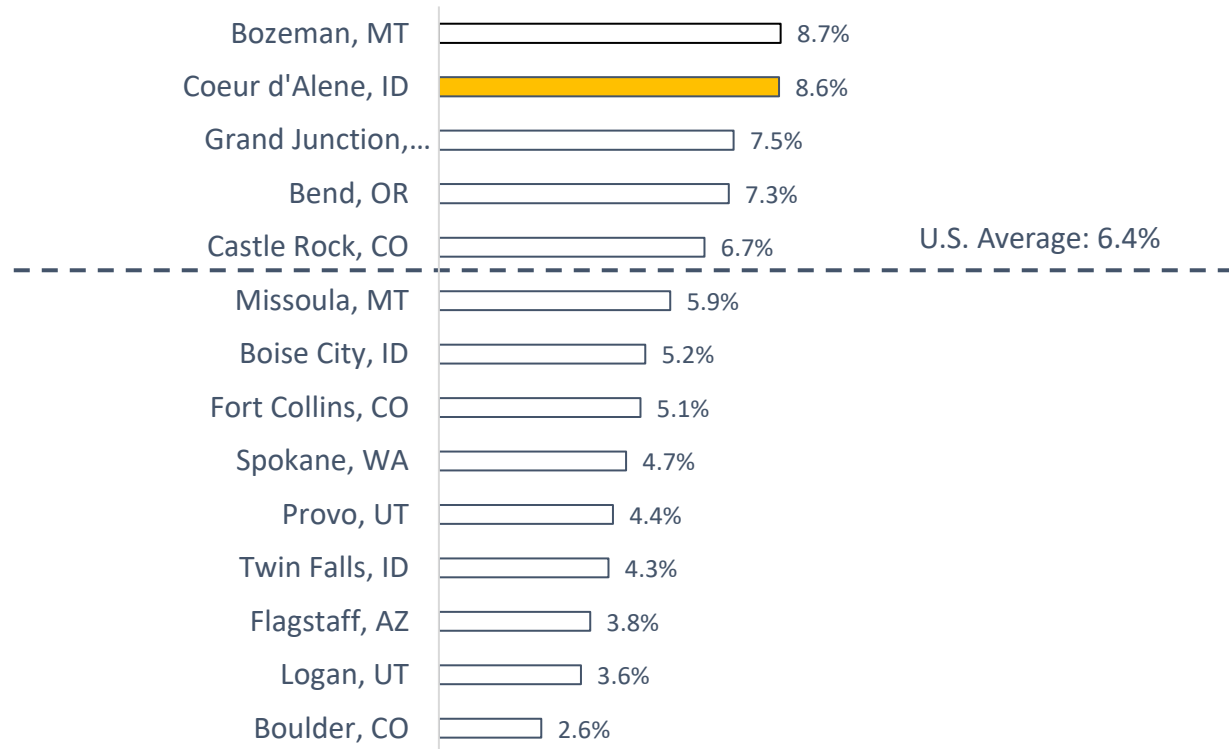 Bozeman, MT 8.7%
Coeur d'Alene, ID 8.6%
Grand Junction,... 7.5%
Bend, OR 7.3%
Castle Rock, CO 6.7%
U.S. Average: 6.4%
Missoula, MT 5.9%
Boise City, ID 5.2%
Fort Collins, CO 5.1%
Spokane, WA 4.7%
Provo, UT 4.4%
Twin Falls, ID 4.3%
Flagstaff, AZ 3.8%
Logan, UT 3.6%
Boulder, CO 2.6%